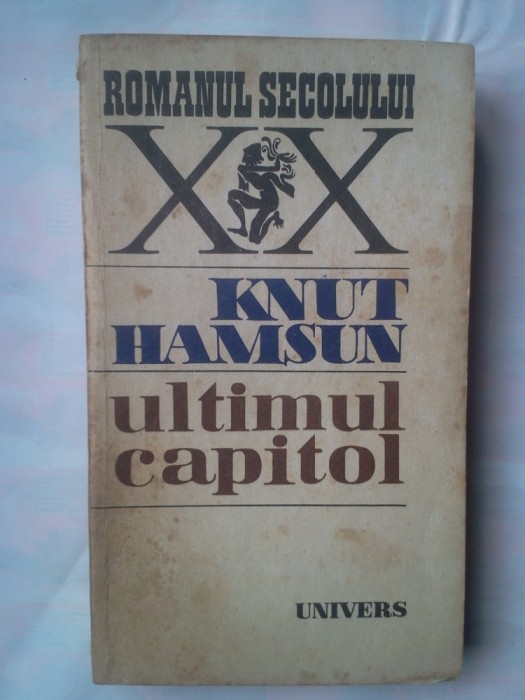 ROMANUL SECOLULUI
XX
KNUT
HAMSUN
ultimul
capitol
UNIVERS